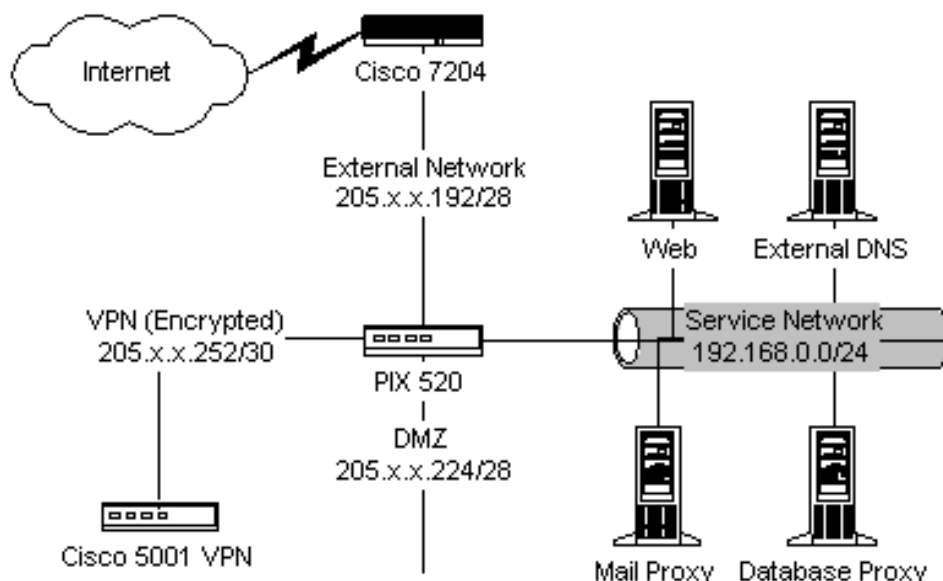 Internet
Cisco 7204
External Network
205.x.x.192/28
Web
External DNS
VPN (Encrypted)
205.x.x.252/30
Service Network
192.168.0.0/24
PIX 520
DMZ
205.x.x.224/28
Cisco 5001 VPN
Mail Proxy
Database Proxy